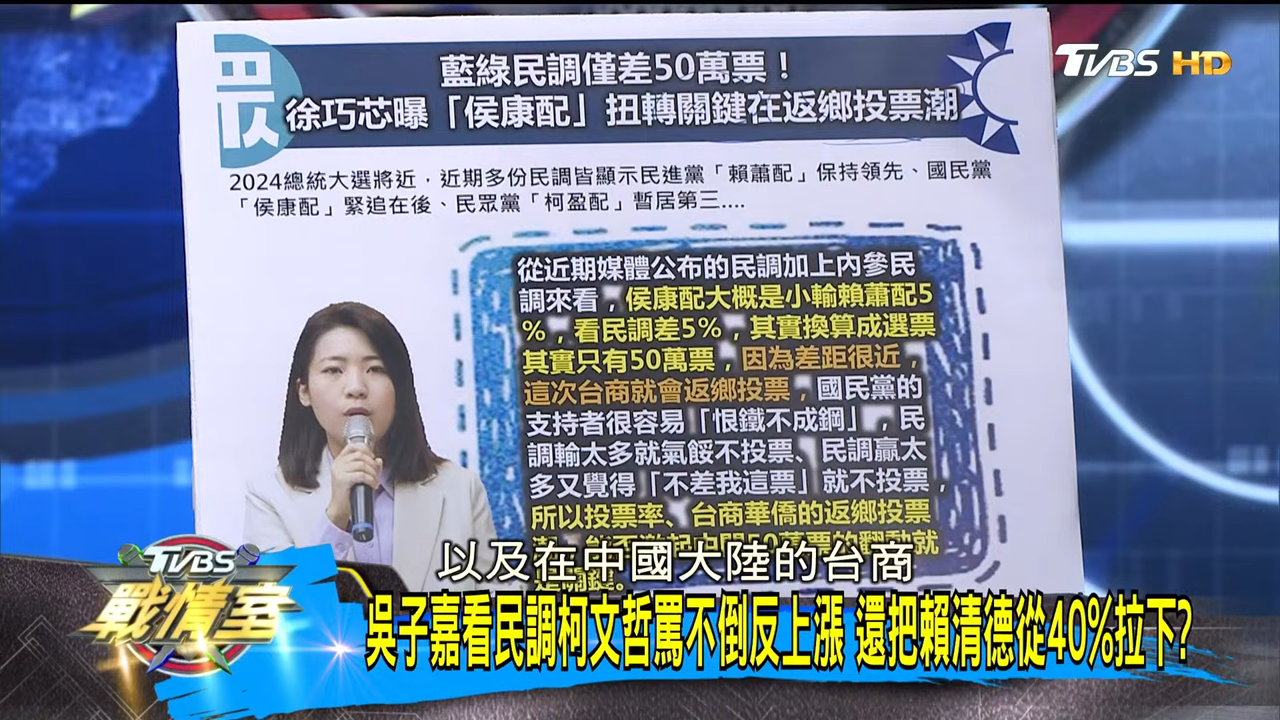 TVBS HD
眾
藍綠民調僅差50萬票！
徐巧芯曝「侯康配」扭轉關鍵在返鄉投票潮
2024總統大選將近，近期多份民調皆顯示民進黨「賴蕭配」保持領先、國民黨
「侯康配」緊追在後、民眾黨「柯盈配」暫居第三....
從近期媒體公布的民調加上內參民
調來看，侯康配大概是小輸賴蕭配5
%，看民調差5%，其實換算成選票
其實只有50萬票，因為差距很近，
這次台商就會返鄉投票，國民黨的
支持者很容易「恨鐵不成鋼」，民
調輸太多就氣餒不投票、民調贏太
多又覺得「不差我這票」就不投票，
所以投票率、台商華僑的返鄉投票
以及在中國大陸的台商
TVBS
戰情室
吳子嘉看民調柯文哲罵不倒反上漲 還把賴清德從40%拉下?